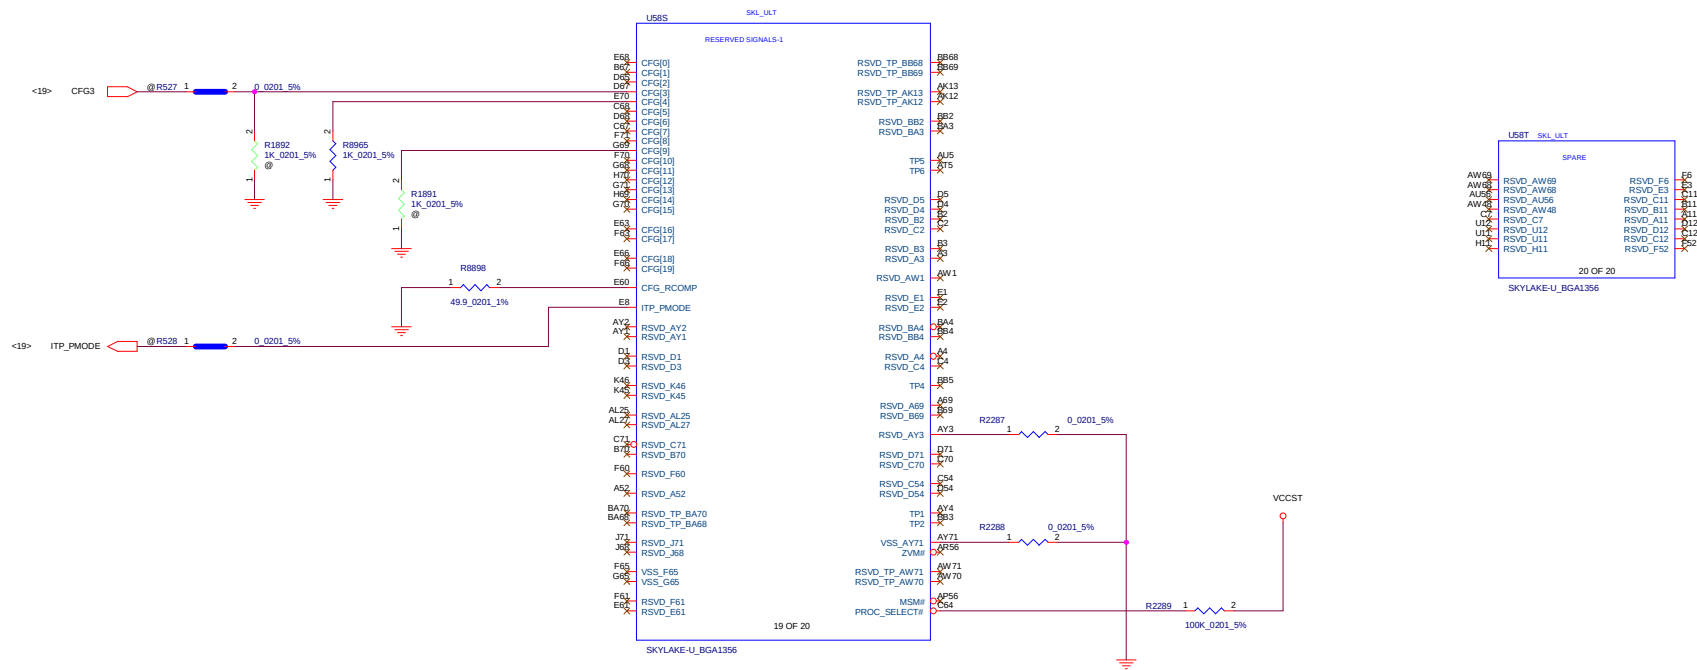 SKL_ULT
U58S
RESERVED SIGNALS-1
E68 CFG[0]
B67 CFG[1]
D65 CFG[2]
<19> CFG3 @R527 1 2 0_0201_5% D67 CFG[3]
E70 CFG[4]
C68 CFG[5]
D68 CFG[6]
C67 CFG[7]
F71 CFG[8]
G69 CFG[9]
F70 CFG[10]
G68 CFG[11]
H70 CFG[12]
G71 CFG[13]
H69 CFG[14]
G70 CFG[15]
E63 CFG[16]
F63 CFG[17]
E66 CFG[18]
F66 CFG[19]
E60 CFG_RCOMP
E8 ITP_PMODE
AY2 RSVD_AY2
AY1 RSVD_AY1
D1 RSVD_D1
D3 RSVD_D3
K46 RSVD_K46
K45 RSVD_K45
AL25 RSVD_AL25
AL27 RSVD_AL27
C71 RSVD_C71
B70 RSVD_B70
F60 RSVD_F60
A52 RSVD_A52
BA70 RSVD_TP_BA70
BA68 RSVD_TP_BA68
J71 RSVD_J71
J68 RSVD_J68
F65 VSS_F65
G65 VSS_G65
F61 RSVD_F61
E61 RSVD_E61
2
R1892
1K_0201_5%
@
1
2
R8965
1K_0201_5%
1
2
R1891
1K_0201_5%
@
1
R8898
1 2
49.9_0201_1%
<19> ITP_PMODE @R528 1 2 0_0201_5%
RSVD_TP_BB68 BB68
RSVD_TP_BB69 BB69
RSVD_TP_AK13 AK13
RSVD_TP_AK12 AK12
RSVD_BB2 BB2
RSVD_BA3 BA3
TP5 AU5
TP6 AT5
RSVD_D5 D5
RSVD_D4 D4
RSVD_B2 B2
RSVD_C2 C2
RSVD_B3 B3
RSVD_A3 A3
RSVD_AW1 AW1
RSVD_E1 E1
RSVD_E2 E2
RSVD_BA4 BA4
RSVD_BB4 BB4
RSVD_A4 A4
RSVD_C4 C4
TP4 BB5
RSVD_A69 A69
RSVD_B69 B69
RSVD_AY3 AY3
RSVD_D71 D71
RSVD_C70 C70
RSVD_C54 C54
RSVD_D54 D54
TP1 AY4
TP2 BB3
VSS_AY71 AY71
ZVM# AR56
RSVD_TP_AW71 AW71
RSVD_TP_AW70 AW70
MSM# AP56
PROC_SELECT# C64
19 OF 20
SKYLAKE-U_BGA1356
R2287 0_0201_5%
1 2
R2288 0_0201_5%
1 2
VCCST
R2289 1 2
100K_0201_5%
U58T SKL_ULT
SPARE
AW69 RSVD_AW69 RSVD_F6 F6
AW68 RSVD_AW68 RSVD_E3 E3
AU56 RSVD_AU56 RSVD_C11 C11
AW48 RSVD_AW48 RSVD_B11 B11
C7 RSVD_C7 RSVD_A11 A11
U12 RSVD_U12 RSVD_D12 D12
U11 RSVD_U11 RSVD_C12 C12
H11 RSVD_H11 RSVD_F52 F52
20 OF 20
SKYLAKE-U_BGA1356